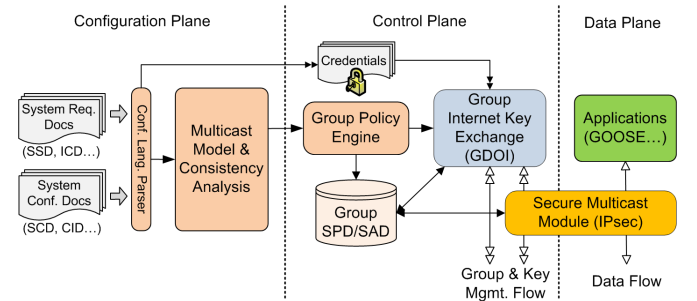 Configuration Plane
Control Plane
Data Plane
System Req.
Docs
(SSD, ICD...)
System
Conf. Docs
(SCD, CID...)
Conf. Lang. Parser
Multicast
Model &
Consistency
Analysis
Credentials
Group Policy
Engine
Group
Internet Key
Exchange
(GDOI)
Group
SPD/SAD
Applications
(GOOSE...)
Secure Multicast
Module (IPsec)
Group & Key
Mgmt. Flow
Data Flow